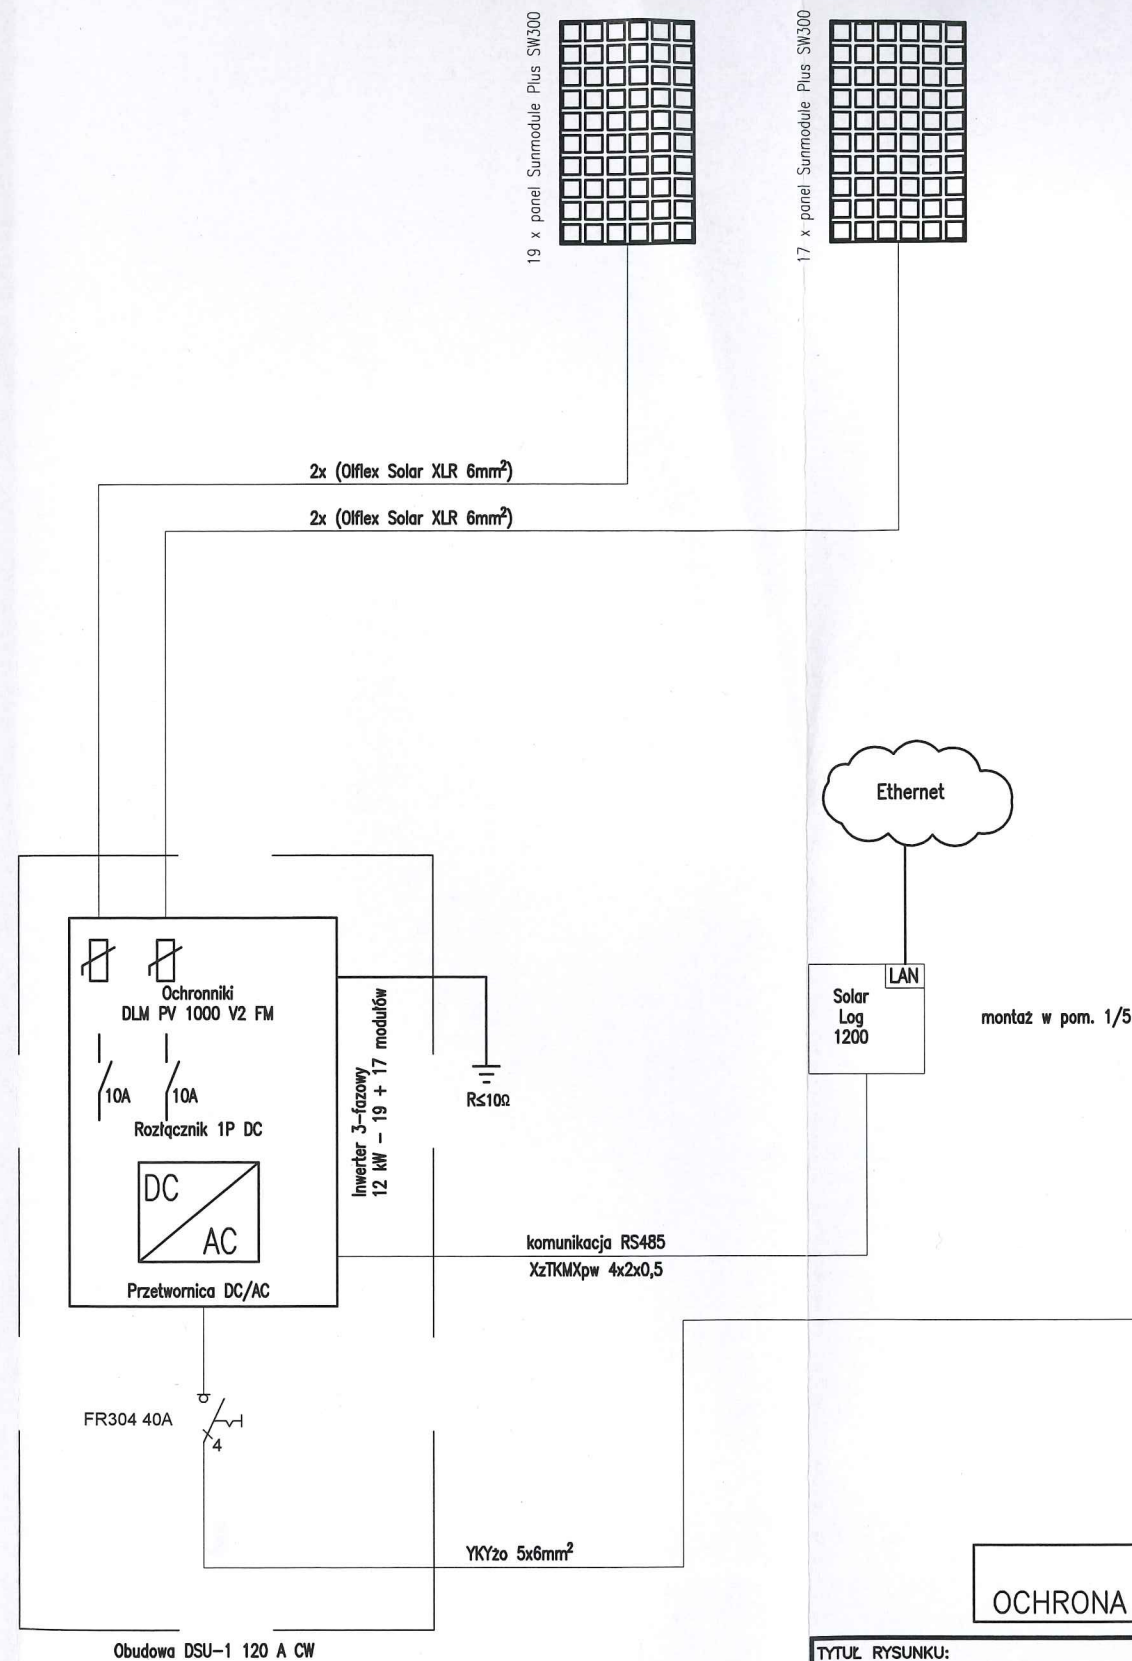 19 x panel Sunmodule Plus SW300
17 x panel Sunmodule Plus SW300
2x (Olflex Solar XLR 6mm²)
2x (Olflex Solar XLR 6mm²)
Ethernet
LAN
Solar
Log
1200
montaż w pom. 1/5
Ochronniki
DLM PV 1000 V2 FM
10A
10A
Rozłącznik 1P DC
Inwerter 3-fazowy
12 kW - 19 + 17 modułów
R≤10Ω
DC
AC
Przetwornica DC/AC
komunikacja RS485
XzTKMXpw 4x2x0,5
FR304 40A
4
YKYżo 5x6mm²
OCHRONA
Obudowa DSU-1 120 A CW
TYTUŁ RYSUNKU: